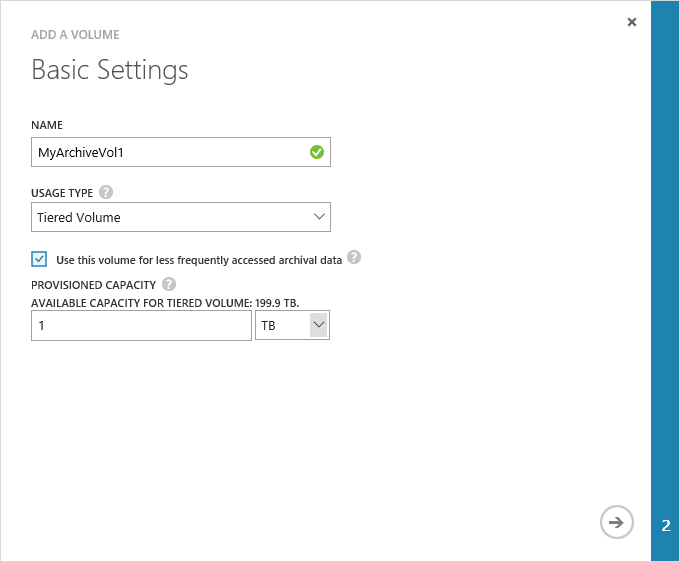 ADD A VOLUME
Basic Settings
NAME
MyArchiveVol1
USAGE TYPE ?
Tiered Volume
Use this volume for less frequently accessed archival data ?
PROVISIONED CAPACITY ?
AVAILABLE CAPACITY FOR TIERED VOLUME: 199.9 TB.
1 TB
2